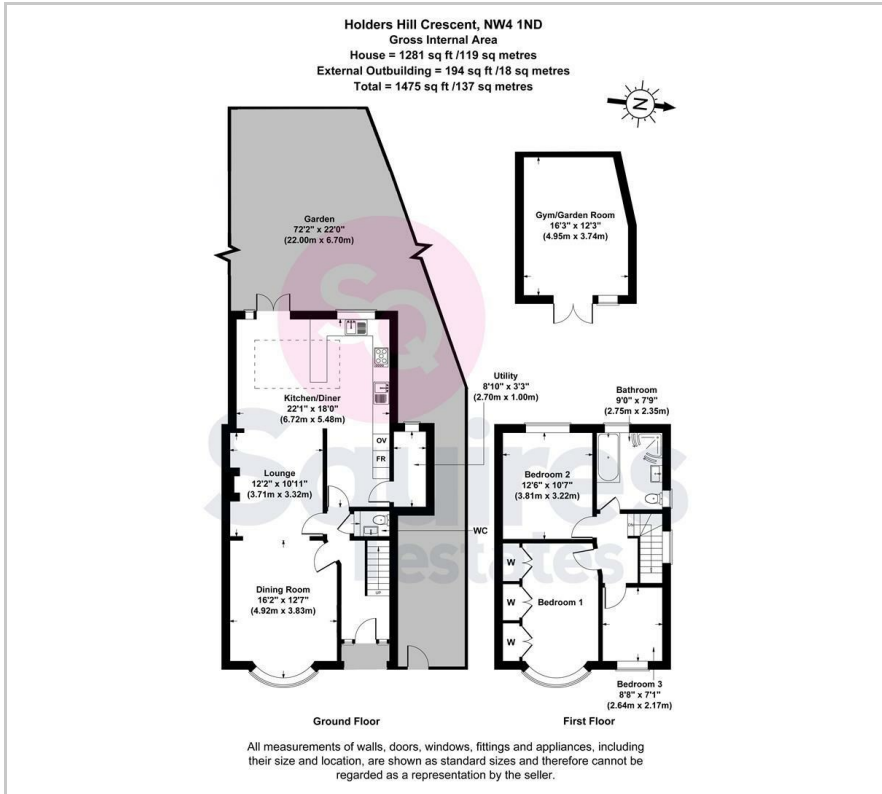 Holders Hill Crescent, NW4 1ND
Gross Internal Area
House = 1281 sq ft /119 sq metres
External Outbuilding = 194 sq ft /18 sq metres
Total = 1475 sq ft /137 sq metres
N
Garden
72'2" x 22'0"
(22.00m x 6.70m)
Gym/Garden Room
16'3" x 12'3"
(4.95m x 3.74m)
SQ
Kitchen/Diner
22'1" x 18'0"
(6.72m x 5.48m)
OV
FR
Utility
8'10" x 3'3"
(2.70m x 1.00m)
Lounge
12'2" x 10'11"
(3.71m x 3.32m)
WC
Dining Room
16'2" x 12'7"
(4.92m x 3.83m)
Squires
estates
Ground Floor
Bathroom
9'0" x 7'9"
(2.75m x 2.35m)
Bedroom 2
12'6" x 10'7"
(3.81m x 3.22m)
W
W
W
Bedroom 1
Bedroom 3
8'8" x 7'1"
(2.64m x 2.17m)
First Floor
All measurements of walls, doors, windows, fittings and appliances, including
their size and location, are shown as standard sizes and therefore cannot be
regarded as a representation by the seller.